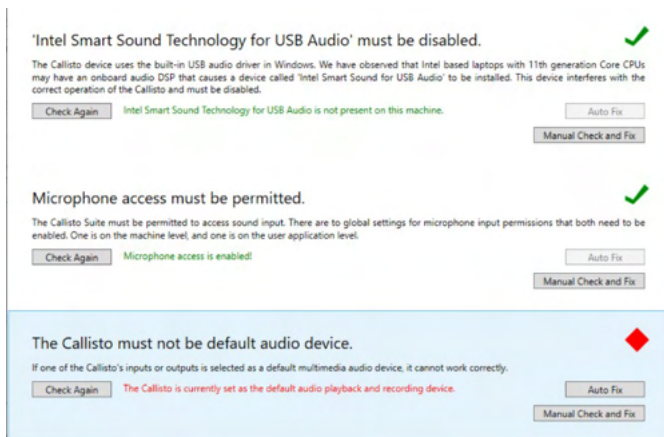 'Intel Smart Sound Technology for USB Audio' must be disabled.
The Callisto device uses the built-in USB audio driver in Windows. We have observed that Intel based laptops with 11th generation Core CPUs
may have an onboard audio DSP that causes a device called 'Intel Smart Sound for USB Audio' to be installed. This device interferes with the
correct operation of the Callisto and must be disabled.
Check Again Intel Smart Sound Technology for USB Audio is not present on this machine. Auto Fix
Manual Check and Fix
Microphone access must be permitted.
The Callisto Suite must be permitted to access sound input. There are to global settings for microphone input permissions that both need to be
enabled. One is on the machine level, and one is on the user application level.
Check Again Microphone access is enabled! Auto Fix
Manual Check and Fix
The Callisto must not be default audio device.
If one of the Callisto's inputs or outputs is selected as a default multimedia audio device, it cannot work correctly.
Check Again The Callisto is currently set as the default audio playback and recording device. Auto Fix
Manual Check and Fix